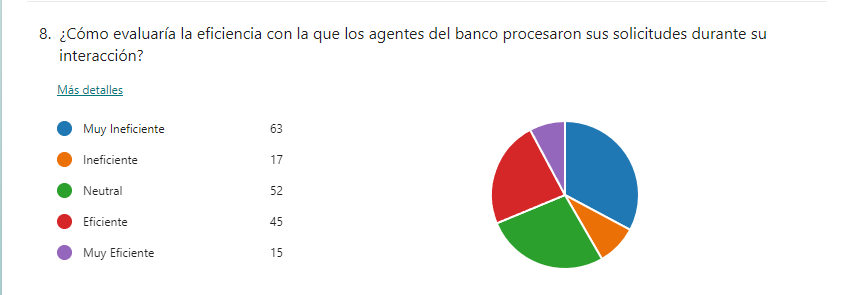 8. ¿Cómo evaluaría la eficiencia con la que los agentes del banco procesaron sus solicitudes durante su
interacción?
Más detalles
Muy Ineficiente 63
Ineficiente 17
Neutral 52
Eficiente 45
Muy Eficiente 15